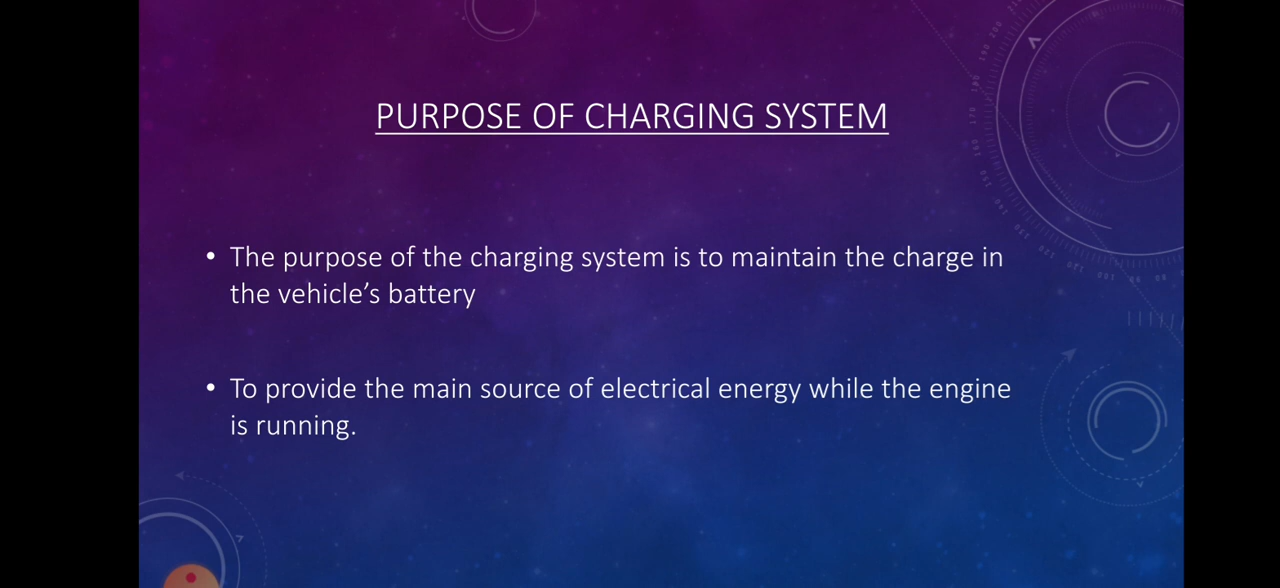 PURPOSE OF CHARGING SYSTEM
• The purpose of the charging system is to maintain the charge in
the vehicle’s battery
• To provide the main source of electrical energy while the engine
is running.